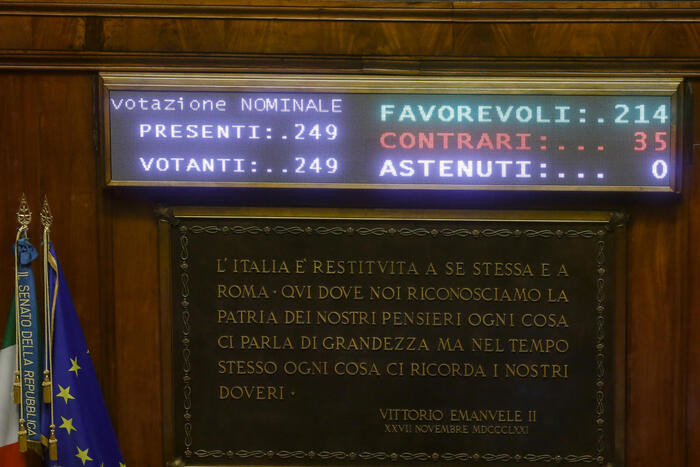 votazione NOMINALE
PRESENTI:.249
VOTANTI:..249
FAVOREVOLI:.214
CONTRARI:... 35
ASTENUTI:... 0
L'ITALIA E' RESTITVITA A SE STESSA E A
ROMA · QVI DOVE NOI RICONOSCIAMO LA
PATRIA DEI NOSTRI PENSIERI OGNI COSA
CI PARLA DI GRANDEZZA MA NEL TEMPO
STESSO OGNI COSA CI RICORDA I NOSTRI
DOVERI ·
VITTORIO EMANVELE II
XXVII NOVEMBRE MDCCCLXXI
IL SENATO DELLA REPUBB